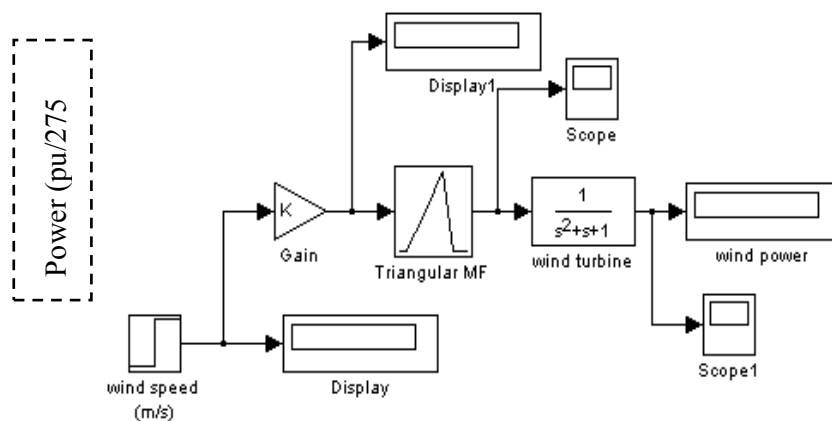 Power (pu/275
Display1
Scope
K
Gain
Triangular MF
1
s²+s+1
wind turbine
wind power
wind speed
(m/s)
Display
Scope1